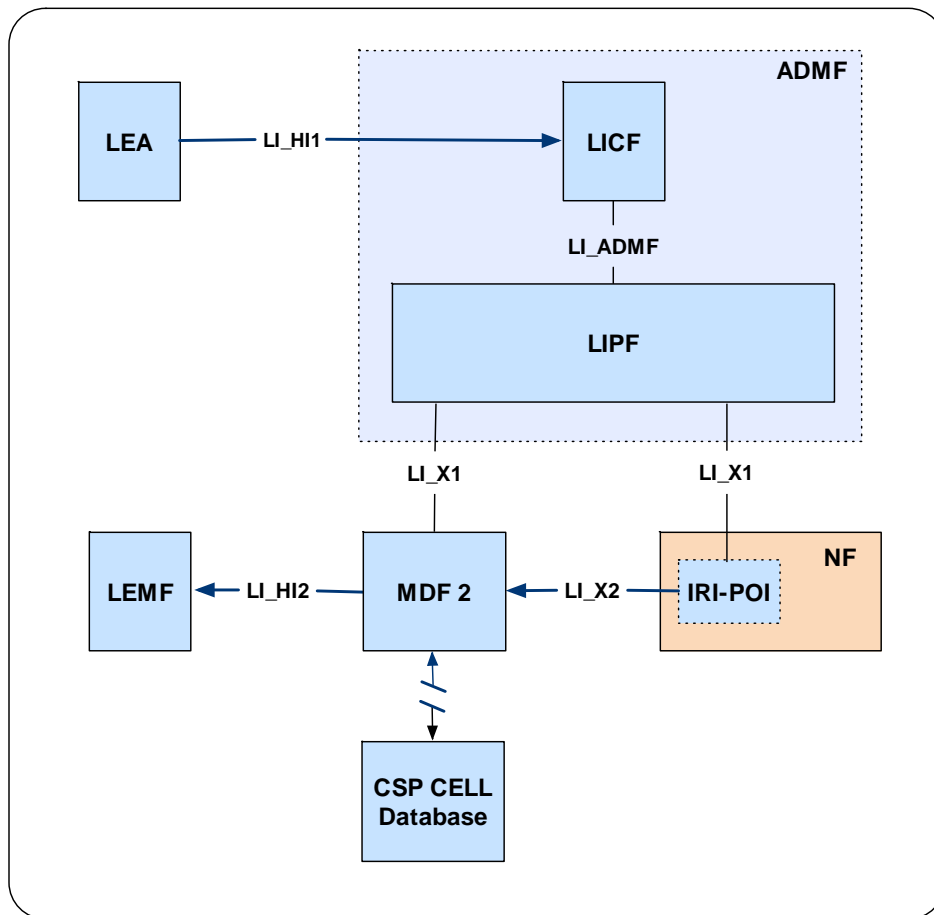 ADMF
LEA
LI_HI1
LICF
LI_ADMF
LIPF
LI_X1
LI_X1
NF
LEMF
LI_HI2
MDF 2
LI_X2
IRI-POI
CSP CELL
Database